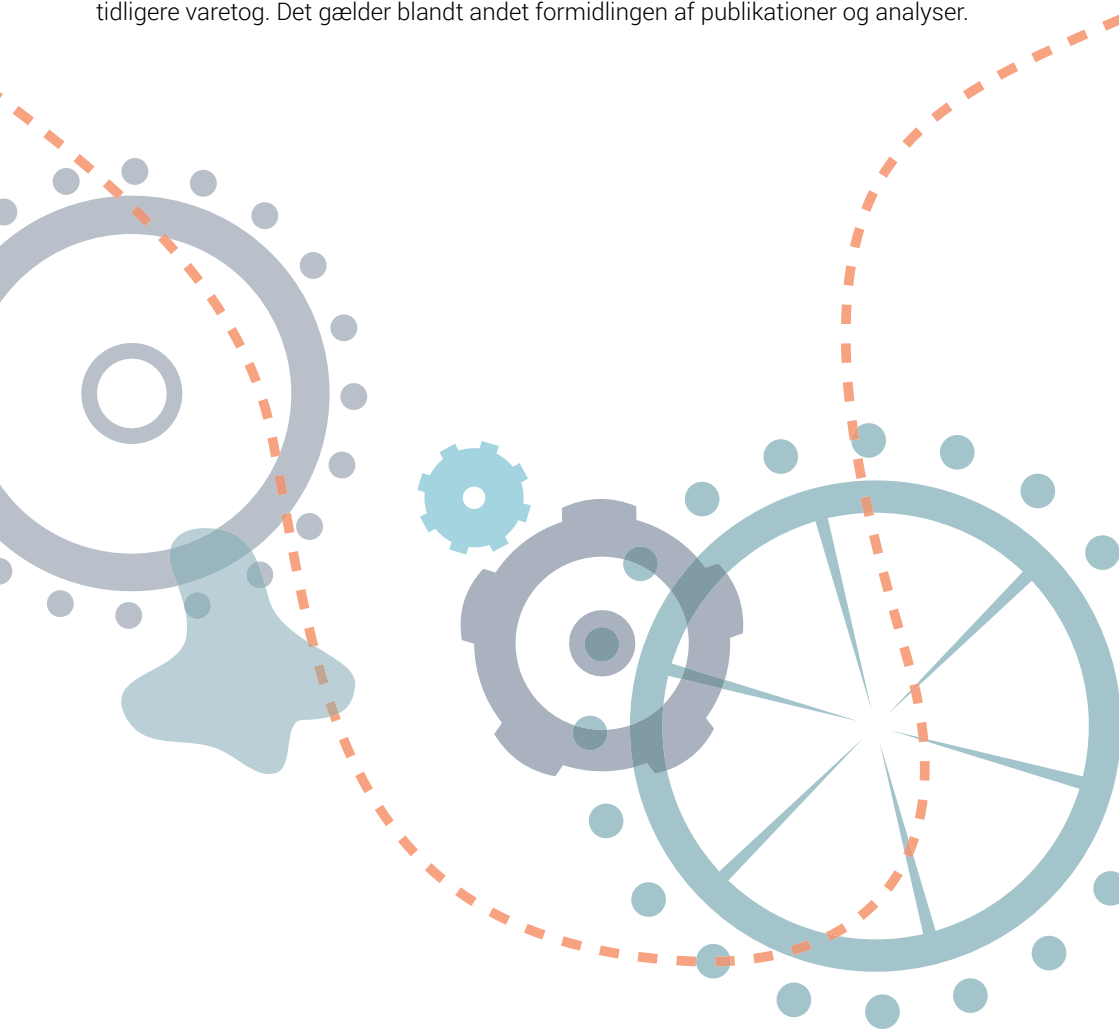 tidligere varetog. Det gælder blandt andet formidlingen af publikationer og analyser.